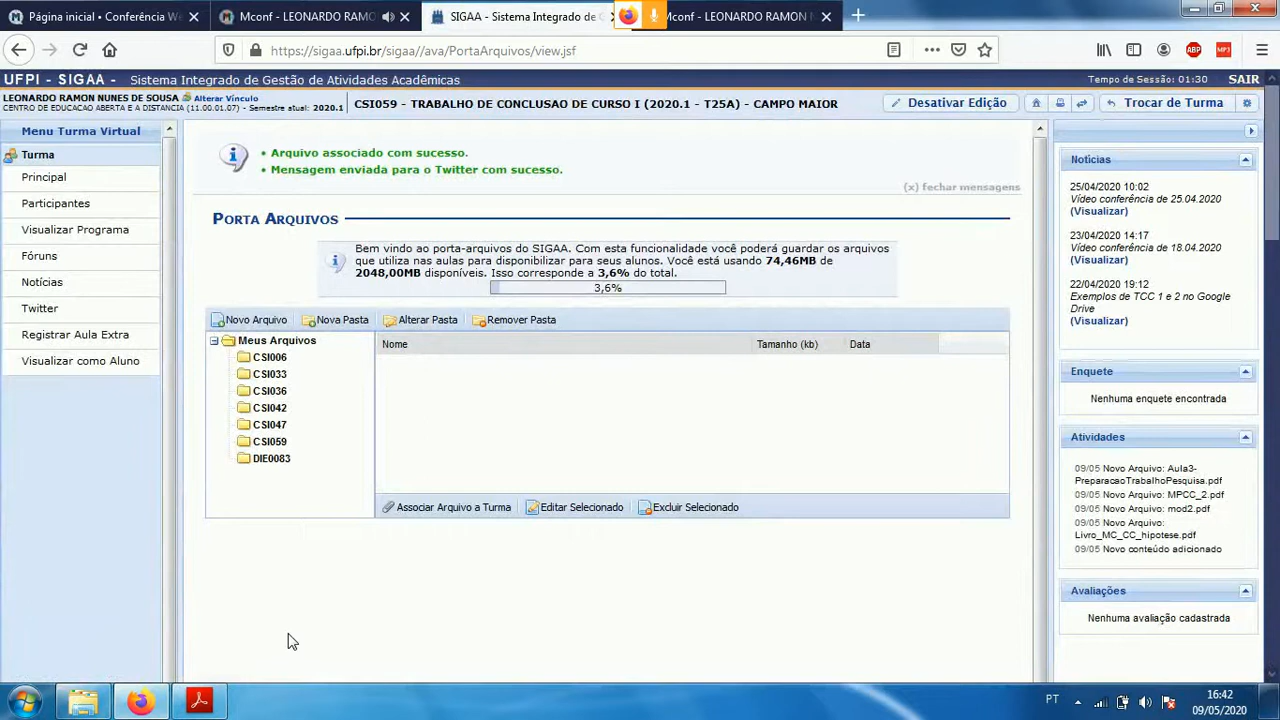 Página inicial • Conferência We
Mconf - LEONARDO RAMO
SIGAA - Sistema Integrado de
Mconf - LEONARDO RAMON N
https://sigaa.ufpi.br/sigaa//ava/PortaArquivos/view.jsf
ABP
MP3
UFPI - SIGAA - Sistema Integrado de Gestão de Atividades Acadêmicas
Tempo de Sessão: 01:30 SAIR
LEONARDO RAMON NUNES DE SOUSA Alterar Vínculo
CENTRO DE EDUCACAO ABERTA E A DISTANCIA (11.00.01.07) - Semestre atual: 2020.1
CSI059 - TRABALHO DE CONCLUSAO DE CURSO I (2020.1 - T25A) - CAMPO MAIOR
Desativar Edição
Trocar de Turma
Menu Turma Virtual
Turma
Principal
Participantes
Visualizar Programa
Fóruns
Notícias
Twitter
Registrar Aula Extra
Visualizar como Aluno
• Arquivo associado com sucesso.
• Mensagem enviada para o Twitter com sucesso.
(x) fechar mensagens
PORTA ARQUIVOS
Bem vindo ao porta-arquivos do SIGAA. Com esta funcionalidade você poderá guardar os arquivos
que utiliza nas aulas para disponibilizar para seus alunos. Você está usando 74,46MB de
2048,00MB disponíveis. Isso corresponde a 3,6% do total.
3,6%
Novo Arquivo
Nova Pasta
Alterar Pasta
Remover Pasta
Meus Arquivos
CSI006
CSI033
CSI036
CSI042
CSI047
CSI059
DIE0083
Nome
Tamanho (kb)
Data
Associar Arquivo a Turma
Editar Selecionado
Excluir Selecionado
Notícias
25/04/2020 10:02
Vídeo conferência de 25.04.2020
(Visualizar)
23/04/2020 14:17
Vídeo conferência de 18.04.2020
(Visualizar)
22/04/2020 19:12
Exemplos de TCC 1 e 2 no Google
Drive
(Visualizar)
Enquete
Nenhuma enquete encontrada
Atividades
09/05 Novo Arquivo: Aula3-
PreparacaoTrabalhoPesquisa.pdf
09/05 Novo Arquivo: MPCC_2.pdf
09/05 Novo Arquivo: mod2.pdf
09/05 Novo Arquivo:
Livro_MC_CC_hipotese.pdf
09/05 Novo conteúdo adicionado
Avaliações
Nenhuma avaliação cadastrada
PT
16:42
09/05/2020